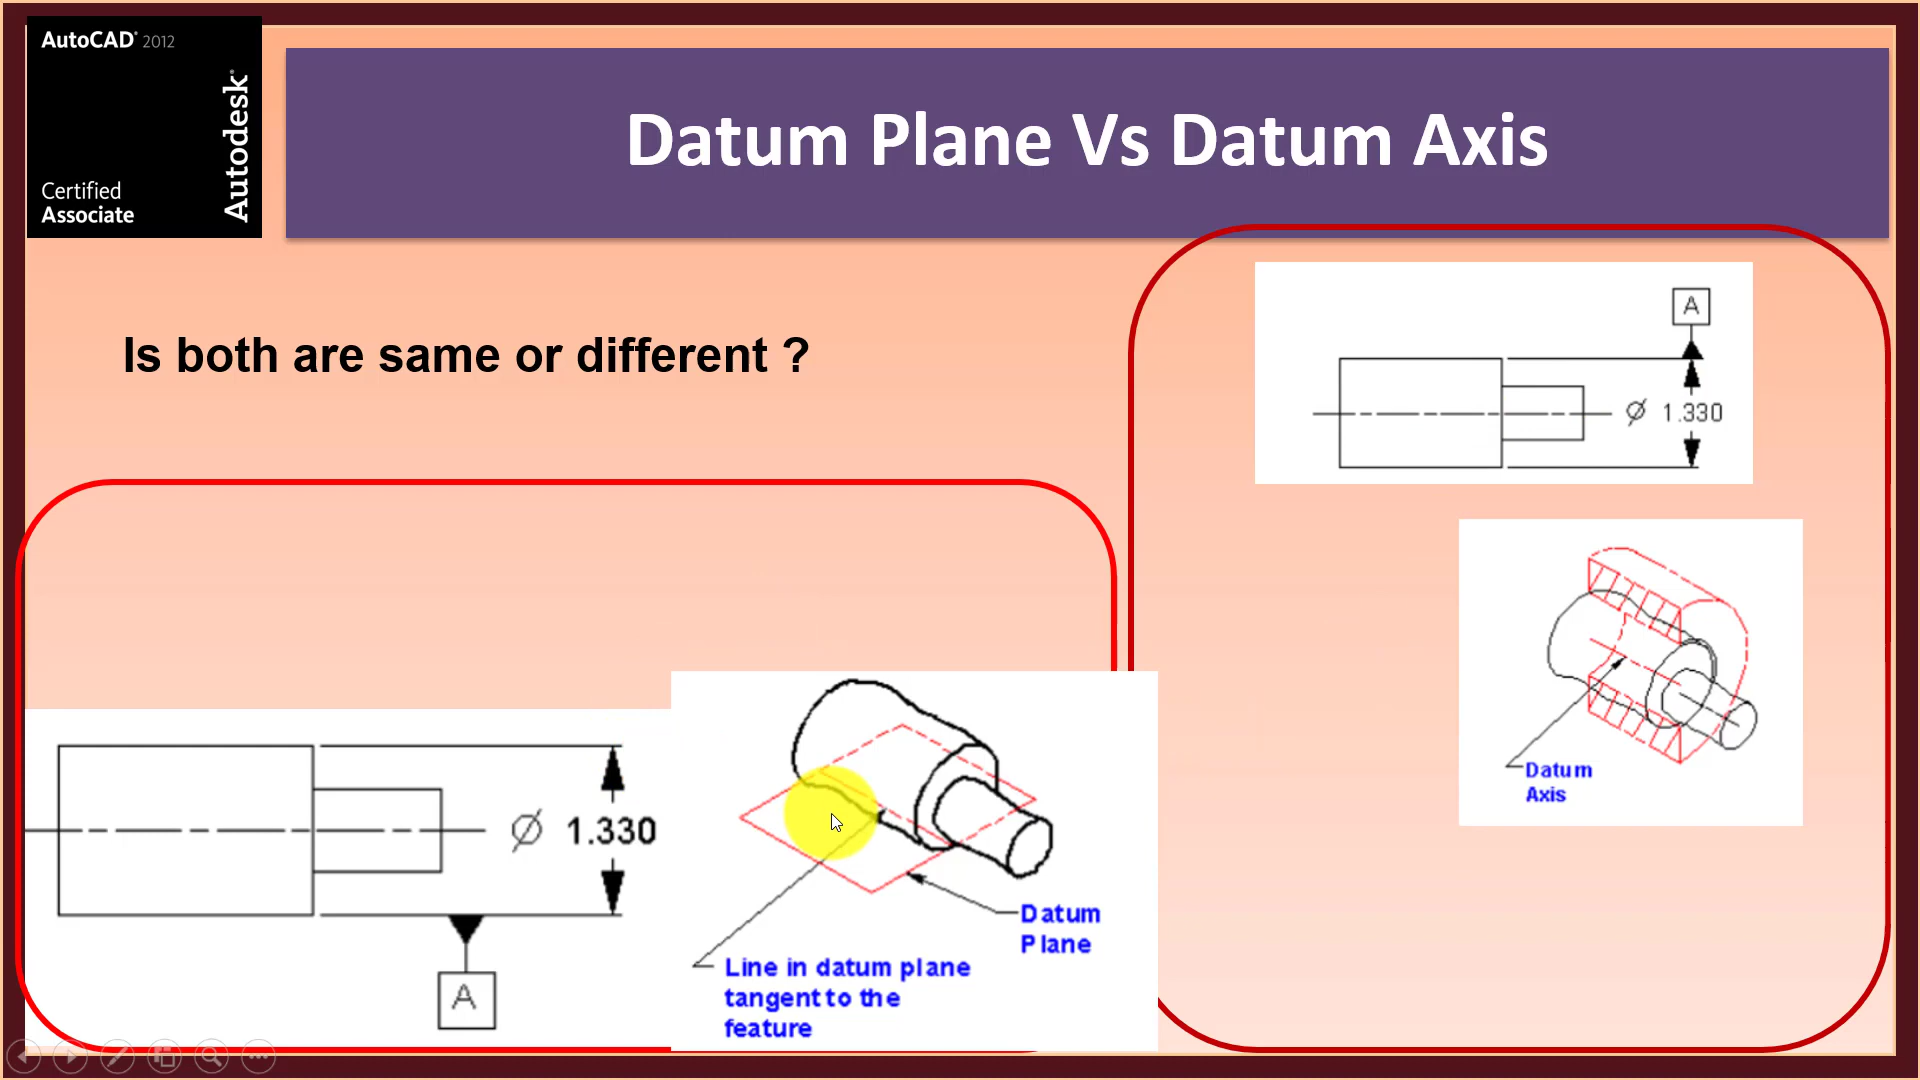 AutoCAD® 2012
Autodesk®
Certified
Associate
Datum Plane Vs Datum Axis
Is both are same or different ?
A
Ø 1.330
Datum
Axis
Ø 1.330
A
Datum
Plane
Line in datum plane
tangent to the
feature